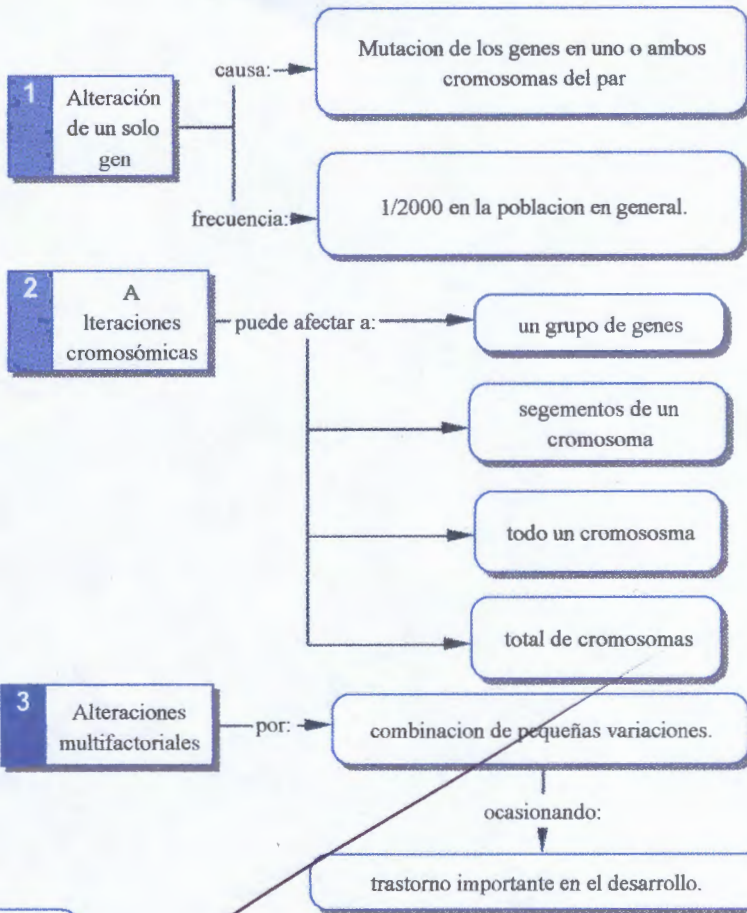 1
Alteración
de un solo
gen
causa:
Mutacion de los genes en uno o ambos
cromosomas del par
frecuencia:
1/2000 en la poblacion en general.
2
A
lteraciones
cromosómicas
puede afectar a:
un grupo de genes
segementos de un
cromosoma
todo un cromososma
total de cromosomas
3
Alteraciones
multifactoriales
por:
combinacion de pequeñas variaciones.
ocasionando:
trastorno importante en el desarrollo.